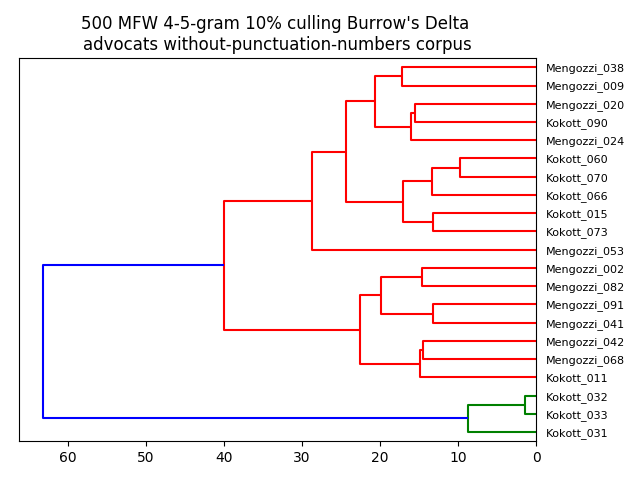 500 MFW 4-5-gram 10% culling Burrow's Delta
advocats without-punctuation-numbers corpus
Mengozzi_038
Mengozzi_009
Mengozzi_020
Kokott_090
Mengozzi_024
Kokott_060
Kokott_070
Kokott_066
Kokott_015
Kokott_073
Mengozzi_053
Mengozzi_002
Mengozzi_082
Mengozzi_091
Mengozzi_041
Mengozzi_042
Mengozzi_068
Kokott_011
Kokott_032
Kokott_033
Kokott_031
60 50 40 30 20 10 0